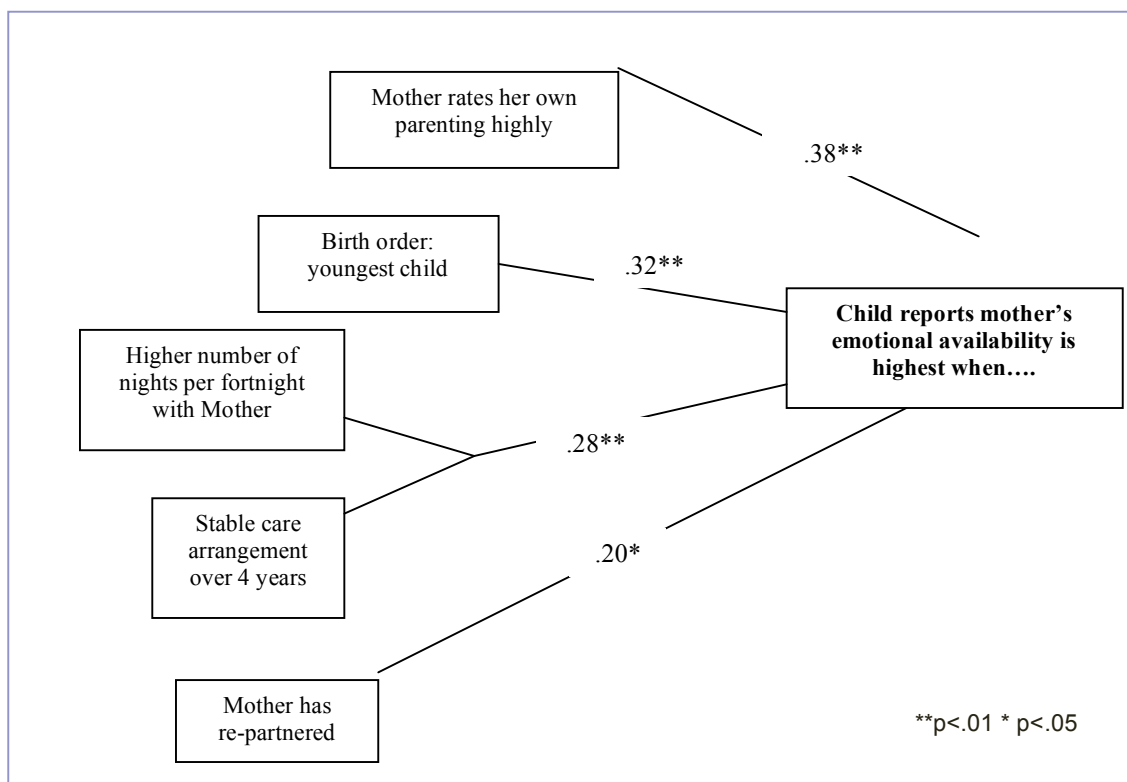 Mother rates her own
parenting highly
.38**
Birth order:
youngest child
.32**
Higher number of
nights per fortnight
with Mother
Child reports mother’s
emotional availability is
highest when….
.28**
Stable care
arrangement
over 4 years
.20*
Mother has
re-partnered
**p<.01 * p<.05